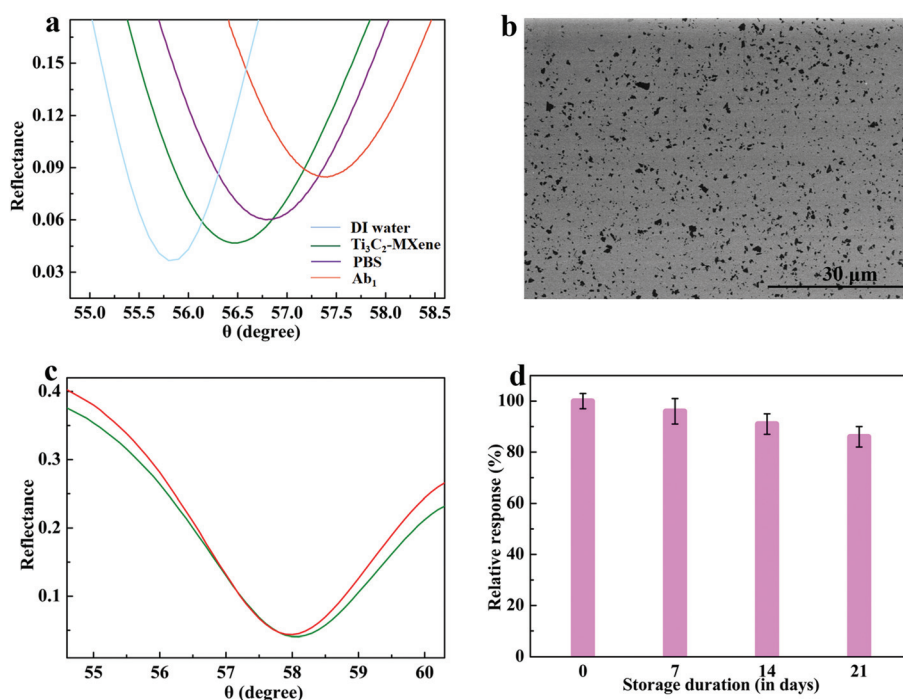 a
Reflectance
0.15
0.12
0.09
0.06
0.03
DI water
Ti₃C₂-MXene
PBS
Ab₁
55.0 55.5 56.0 56.5 57.0 57.5 58.0 58.5
θ (degree)
b
30 μm
c
Reflectance
0.4
0.3
0.2
0.1
55 56 57 58 59 60
θ (degree)
d
Relative response (%)
100
80
60
40
20
0
0 7 14 21
Storage duration (in days)